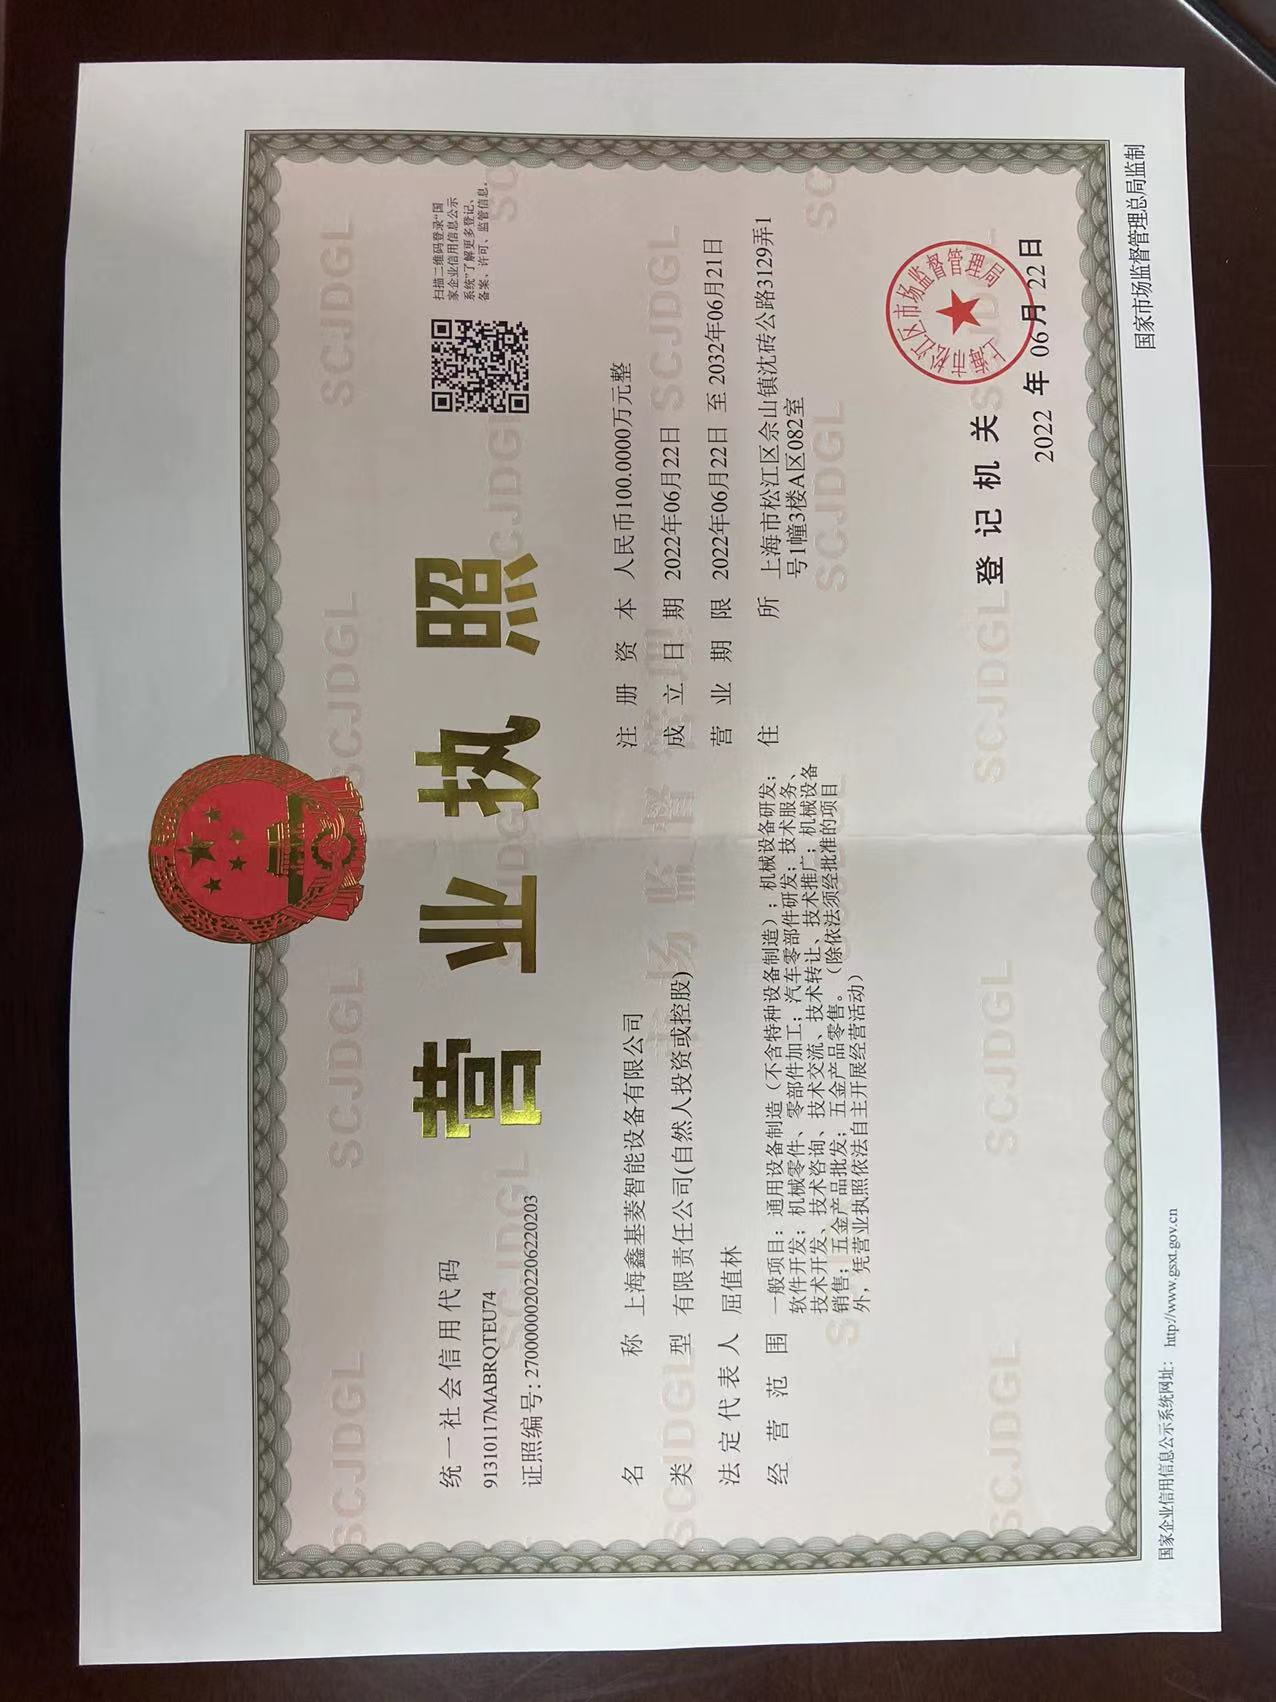 统一社会信用代码
91310117MABRQTEU74
证照编号: 27000000202206220203
扫描二维码登录“国
家企业信用信息公示
系统”了解更多登记、
备案、许可、监管信息。
营业执照
名称 上海鑫基菱智能设备有限公司
类型 有限责任公司(自然人投资或控股)
法定代表人 屈值林
经营范围 一般项目：通用设备制造（不含特种设备制造）；机械设备研发；
软件开发；机械零件、零部件加工；汽车零部件研发；技术服务、
技术开发、技术咨询、技术交流、技术转让、技术推广；机械设备
销售；五金产品批发；五金产品零售。（除依法须经批准的项目
外，凭营业执照依法自主开展经营活动）
注册资本 人民币100.0000万元整
成立日期 2022年06月22日
营业期限 2022年06月22日 至 2032年06月21日
住所 上海市松江区佘山镇沈砖公路3129弄1
号1幢3楼A区082室
登记机关
上海市松江区市场监督管理局
2022 年 06 月 22 日
国家企业信用信息公示系统网址： http://www.gsxt.gov.cn
国家市场监督管理总局监制
SCJDGL